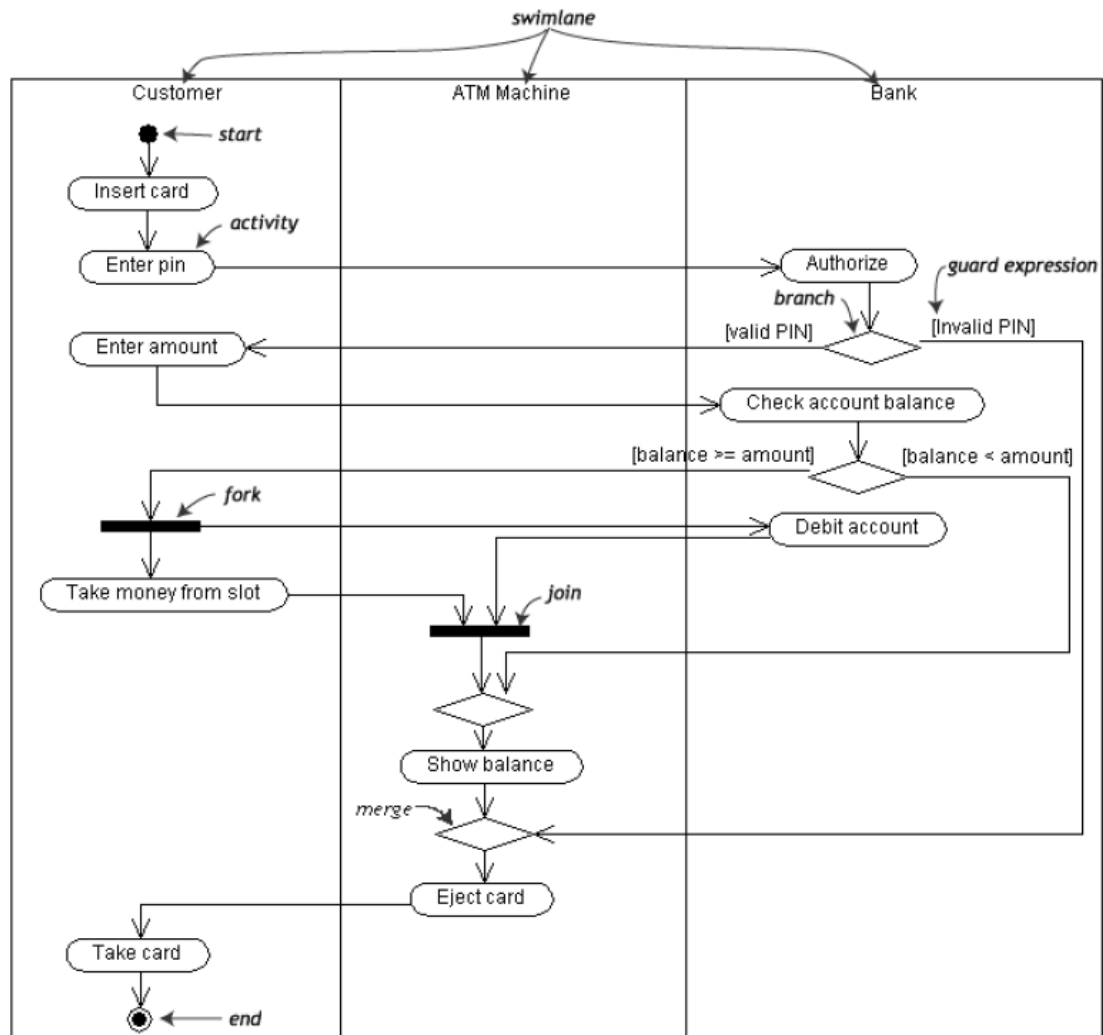 swimlane
Customer
ATM Machine
Bank
start
Insert card
activity
Enter pin
Authorize
guard expression
branch
[valid PIN]
[Invalid PIN]
Enter amount
Check account balance
[balance >= amount]
[balance < amount]
fork
Debit account
Take money from slot
join
Show balance
merge
Eject card
Take card
end